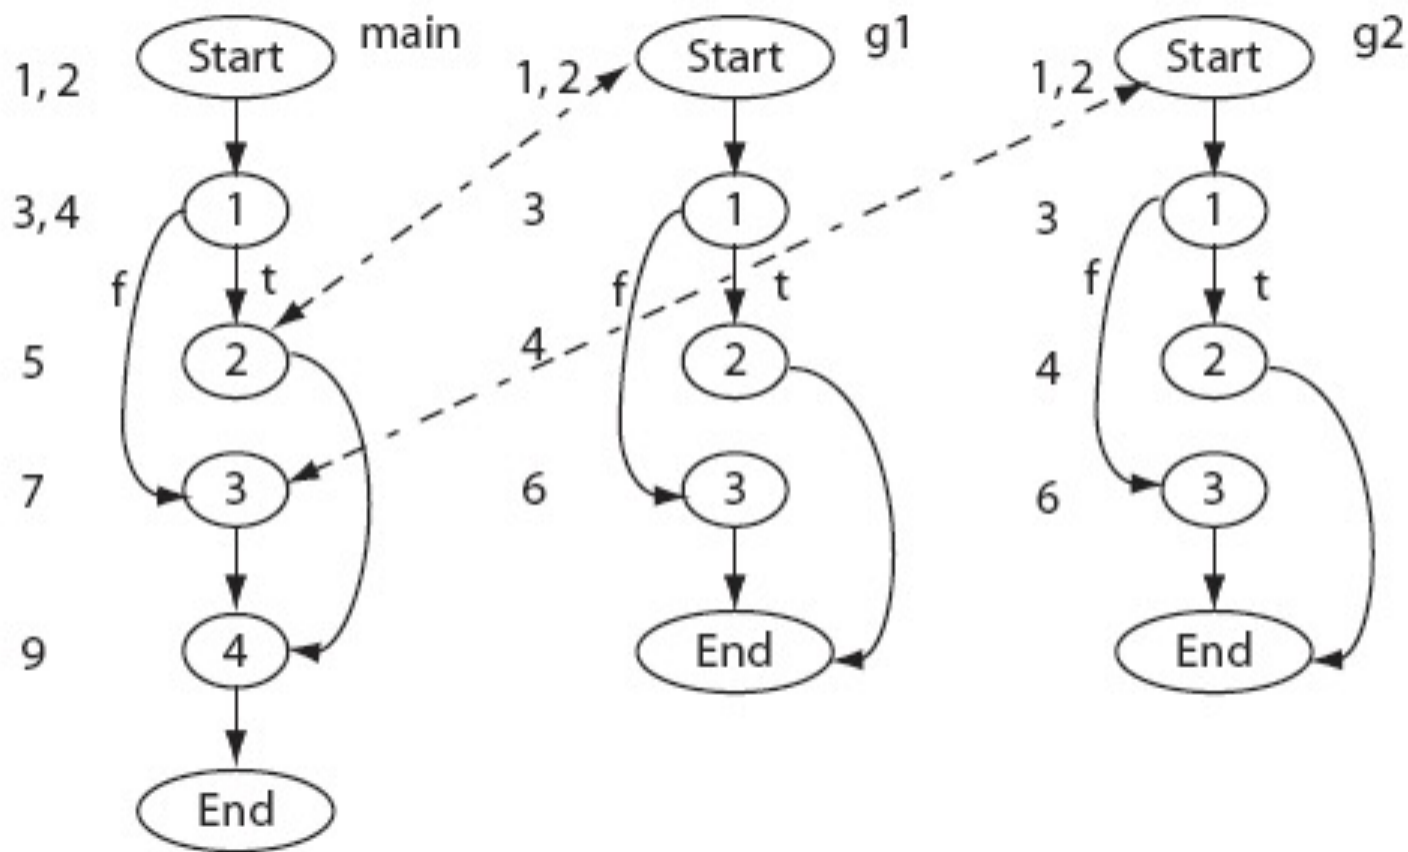 Start main Start g1 Start g2
1, 2 1, 2 1, 2
3, 4 1 3 1 3 1
f t f t f t
5 2 4 2 4 2
7 3 6 3 6 3
9 4 End End
End